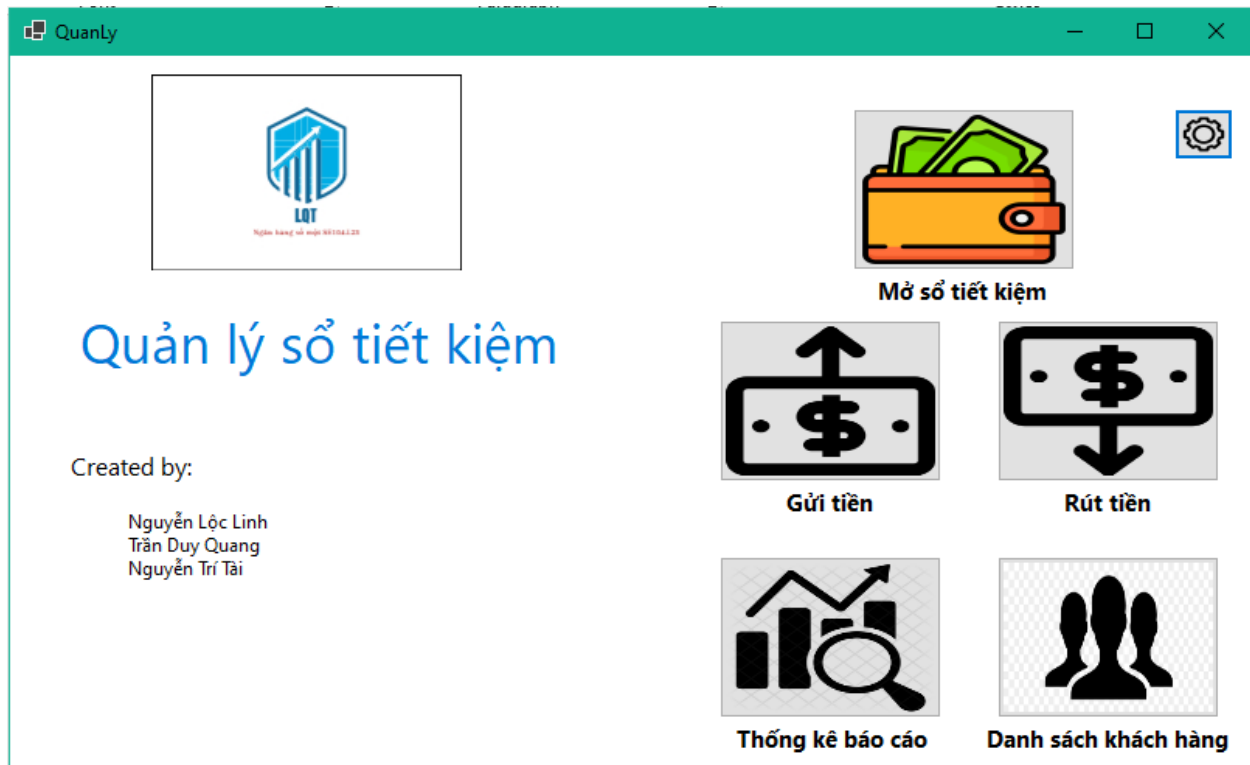 QuanLy
LQT
Quản lý sổ tiết kiệm
Created by:
Nguyễn Lộc Linh
Trần Duy Quang
Nguyễn Trí Tài
Mở sổ tiết kiệm
Gửi tiền
Rút tiền
Thống kê báo cáo
Danh sách khách hàng